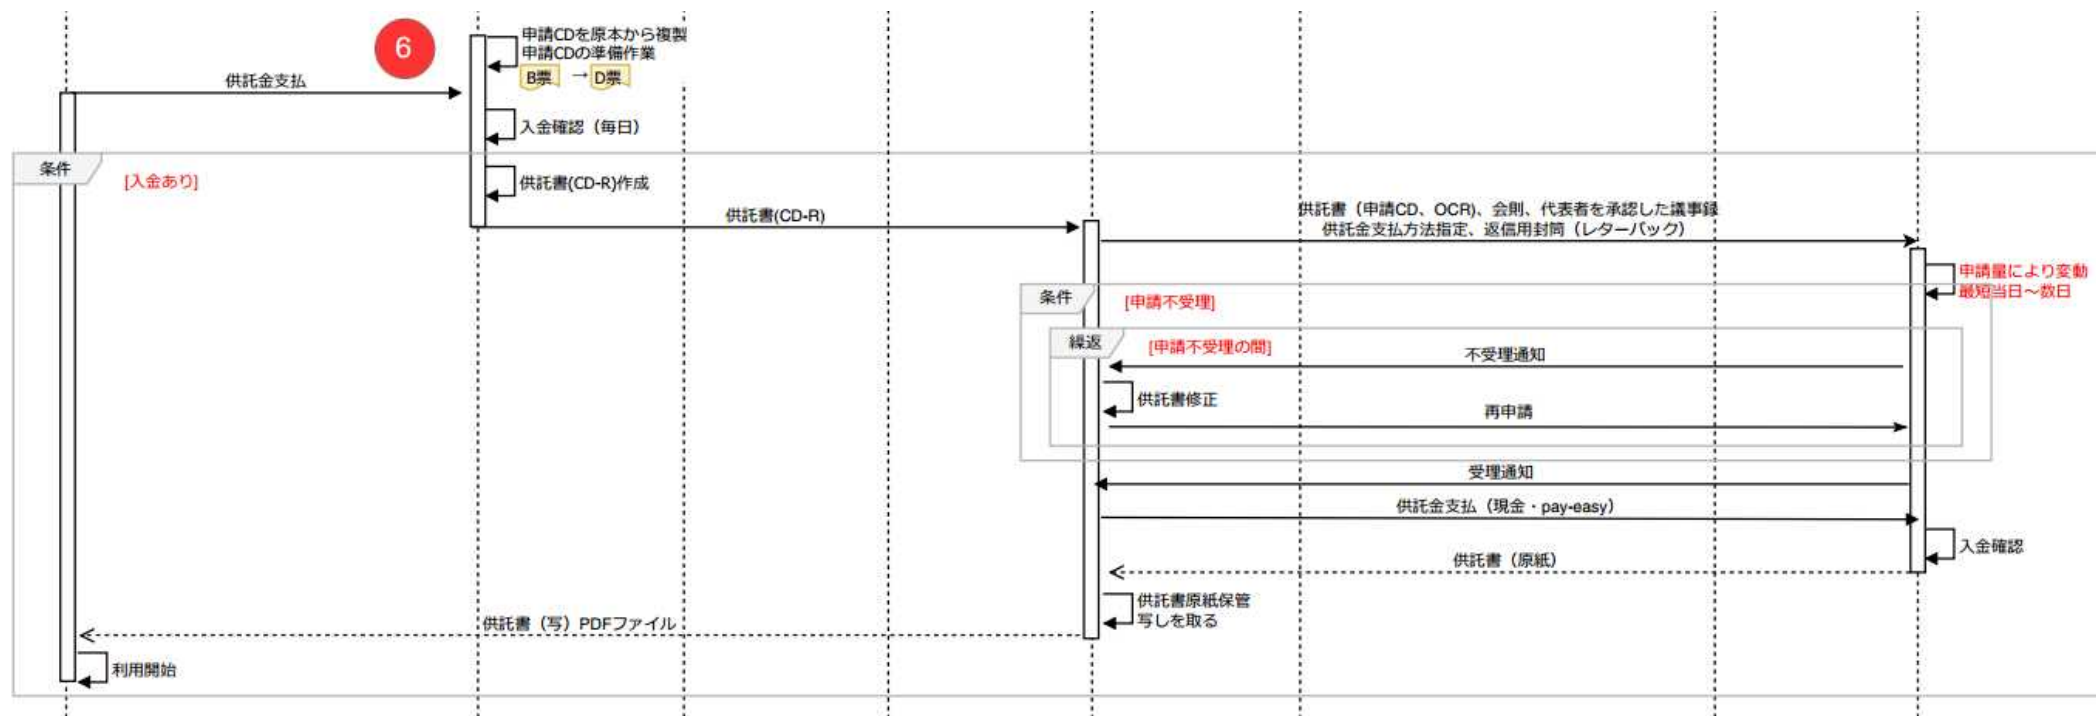 6
申請CDを原本から複製
申請CDの準備作業
B票 → D票
供託金支払
入金確認（毎日）
条件
[入金あり]
供託書(CD-R)作成
供託書(CD-R)
供託書（申請CD、OCR)、会則、代表者を承認した議事録
供託金支払方法指定、返信用封筒（レターパック）
申請量により変動
最短当日～数日
条件
[申請不受理]
繰返
[申請不受理の間]
不受理通知
供託書修正
再申請
受理通知
供託金支払（現金・pay-easy）
入金確認
供託書（原紙）
供託書原紙保管
写しを取る
供託書（写）PDFファイル
利用開始